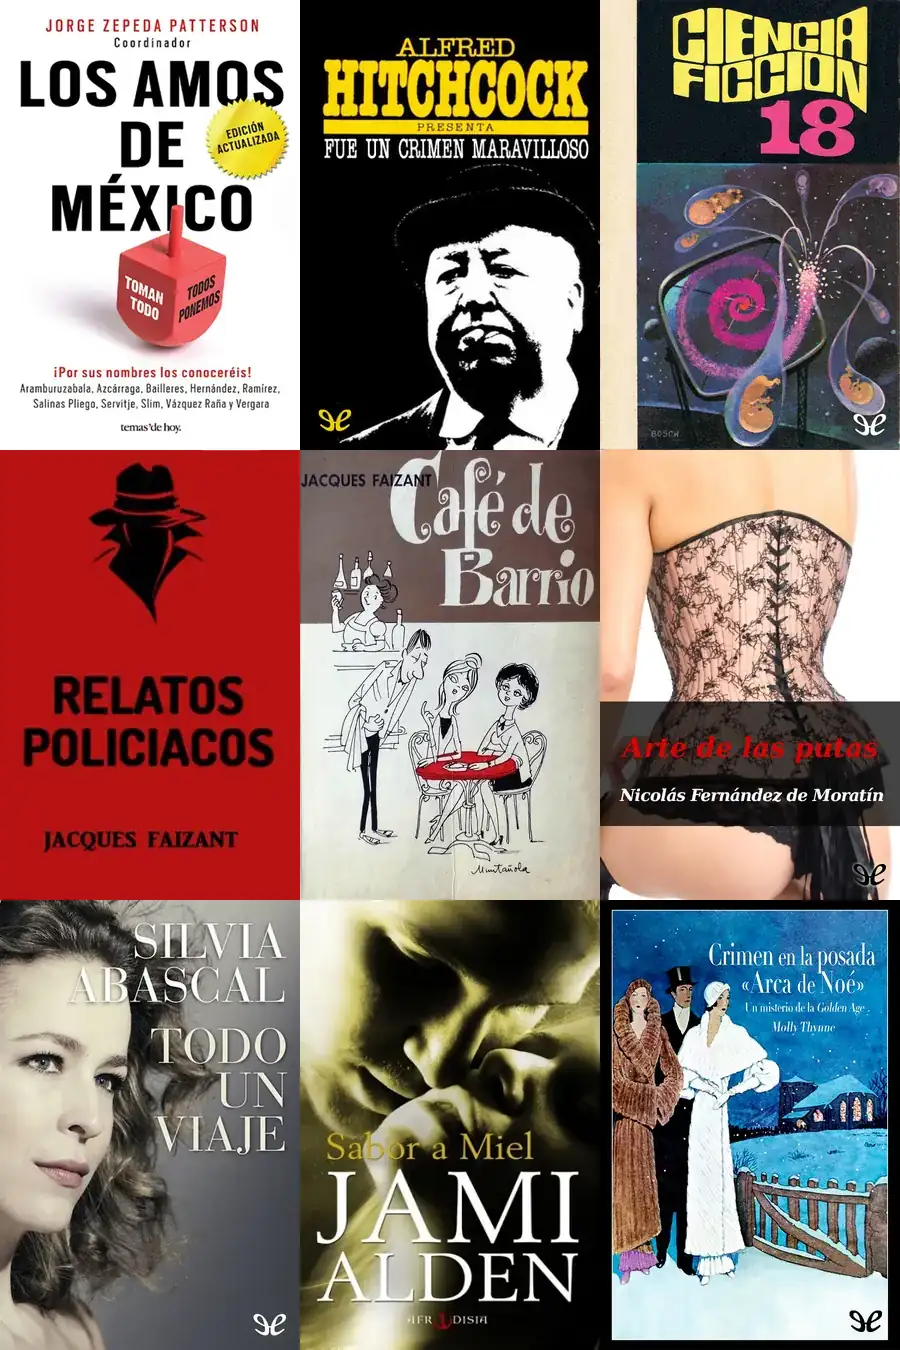 JORGE ZEPEDA PATTERSON
Coordinador
LOS AMOS
DE
MÉXICO
EDICIÓN
ACTUALIZADA
TOMAN
TODO
TODOS
PONEMOS
¡Por sus nombres los conoceréis!
Aramburuzabala, Azcárraga, Bailleres, Hernández, Ramírez,
Salinas Pliego, Servitje, Slim, Vázquez Raña y Vergara
temas'de hoy.
ALFRED
HITCHCOCK
PRESENTA
FUE UN CRIMEN MARAVILLOSO
CIENCIA
FICCION
18
BOSCH
RELATOS
POLICIACOS
JACQUES FAIZANT
JACQUES FAIZANT
Café de
Barrio
Muntañola
Arte de las putas
Nicolás Fernández de Moratín
SILVIA
ABASCAL
TODO
UN
VIAJE
Sabor a Miel
JAMI
ALDEN
AFRODISIA
Crimen en la posada
«Arca de Noé»
Un misterio de la Golden Age
Molly Thynne